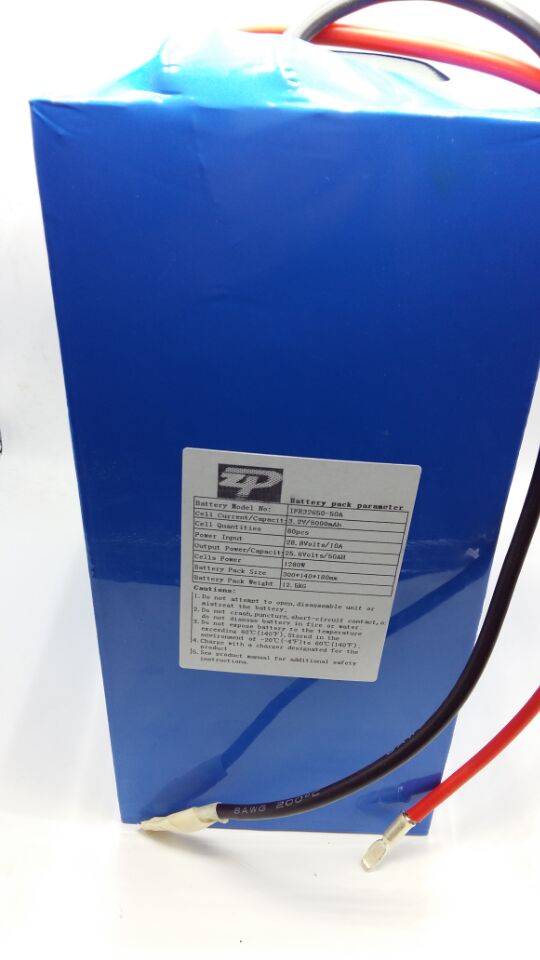 ZP
Battery pack parameter
Battery Model No: IFR32650-50A
Cell Current/Capacity 3.2V/5000mAh
Cell Quantities 80pcs
Power Input 28.8Volts/10A
Output Power/Capacity 25.6Volts/50AH
Cells Power 1280W
Battery Pack Size 300*140*180mm
Battery Pack Weight 12.5KG
Cautions:
1. Do not attempt to open, disassemble unit or
mistreat the battery.
2. Do not crash, puncture, short-circuit contact, o
do not disease battery in fire or water
3. Do not expose battery to the temperature
exceeding 60℃(140℉). Stored in the
environment of -20℃(-4℉)to 60℃(140℉).
4. Charge with a charger designated for the
product
5. See product manual for additional safety
instructions.
8AWG 200℃